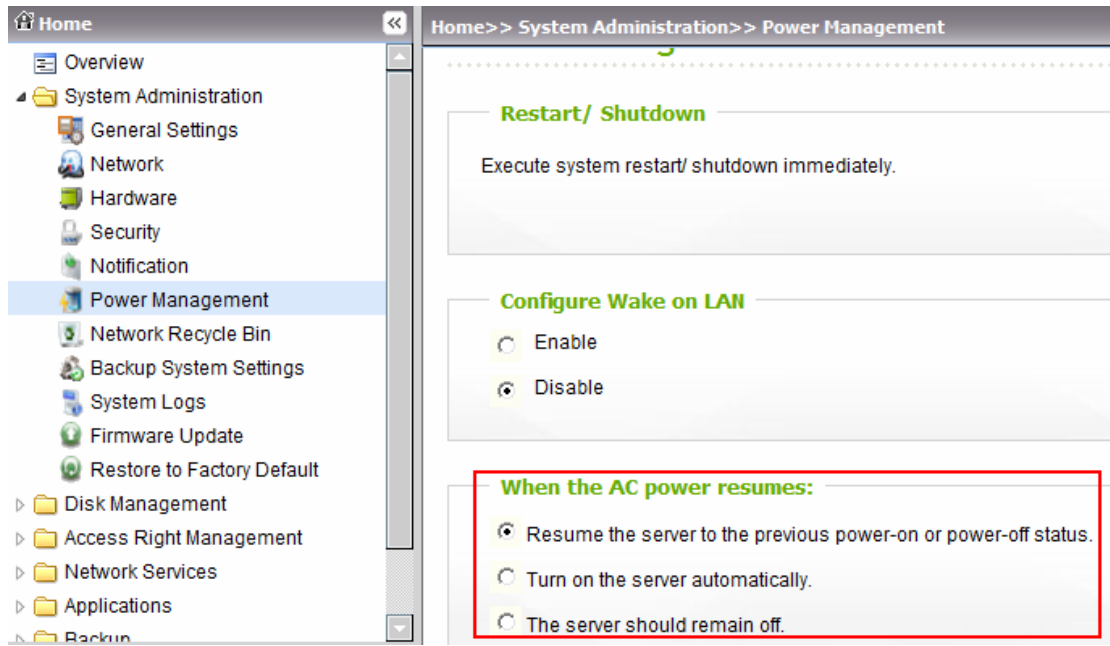 Home
Overview
System Administration
General Settings
Network
Hardware
Security
Notification
Power Management
Network Recycle Bin
Backup System Settings
System Logs
Firmware Update
Restore to Factory Default
Disk Management
Access Right Management
Network Services
Applications
Backup
Home>> System Administration>> Power Management
Restart/ Shutdown
Execute system restart/ shutdown immediately.
Configure Wake on LAN
Enable
Disable
When the AC power resumes:
Resume the server to the previous power-on or power-off status.
Turn on the server automatically.
The server should remain off.